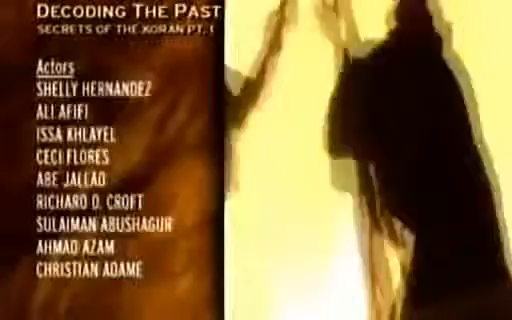 DECODING THE PAST
SECRETS OF THE KORAN PT. 1
Actors
SHELLY HERNANDEZ
ALI AFIFI
ISSA KHLAYEL
CECI FLORES
ABE JALLAD
RICHARD D. CROFT
SULAIMAN ABUSHAGUR
AHMAD AZAM
CHRISTIAN ADAME